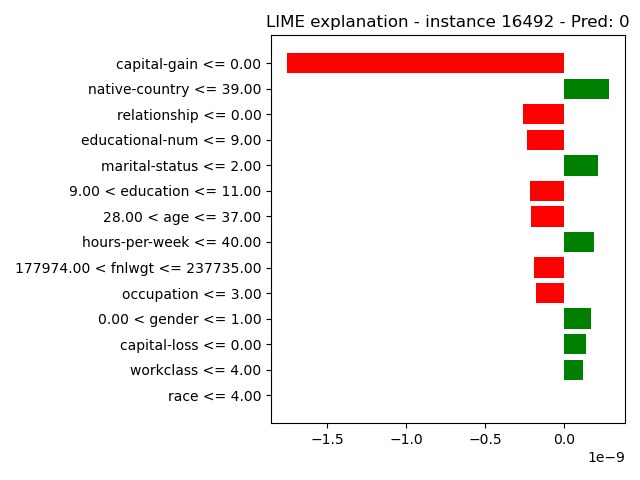 LIME explanation - instance 16492 - Pred: 0
capital-gain <= 0.00
native-country <= 39.00
relationship <= 0.00
educational-num <= 9.00
marital-status <= 2.00
9.00 < education <= 11.00
28.00 < age <= 37.00
hours-per-week <= 40.00
177974.00 < fnlwgt <= 237735.00
occupation <= 3.00
0.00 < gender <= 1.00
capital-loss <= 0.00
workclass <= 4.00
race <= 4.00
−1.5 −1.0 −0.5 0.0
1e−9